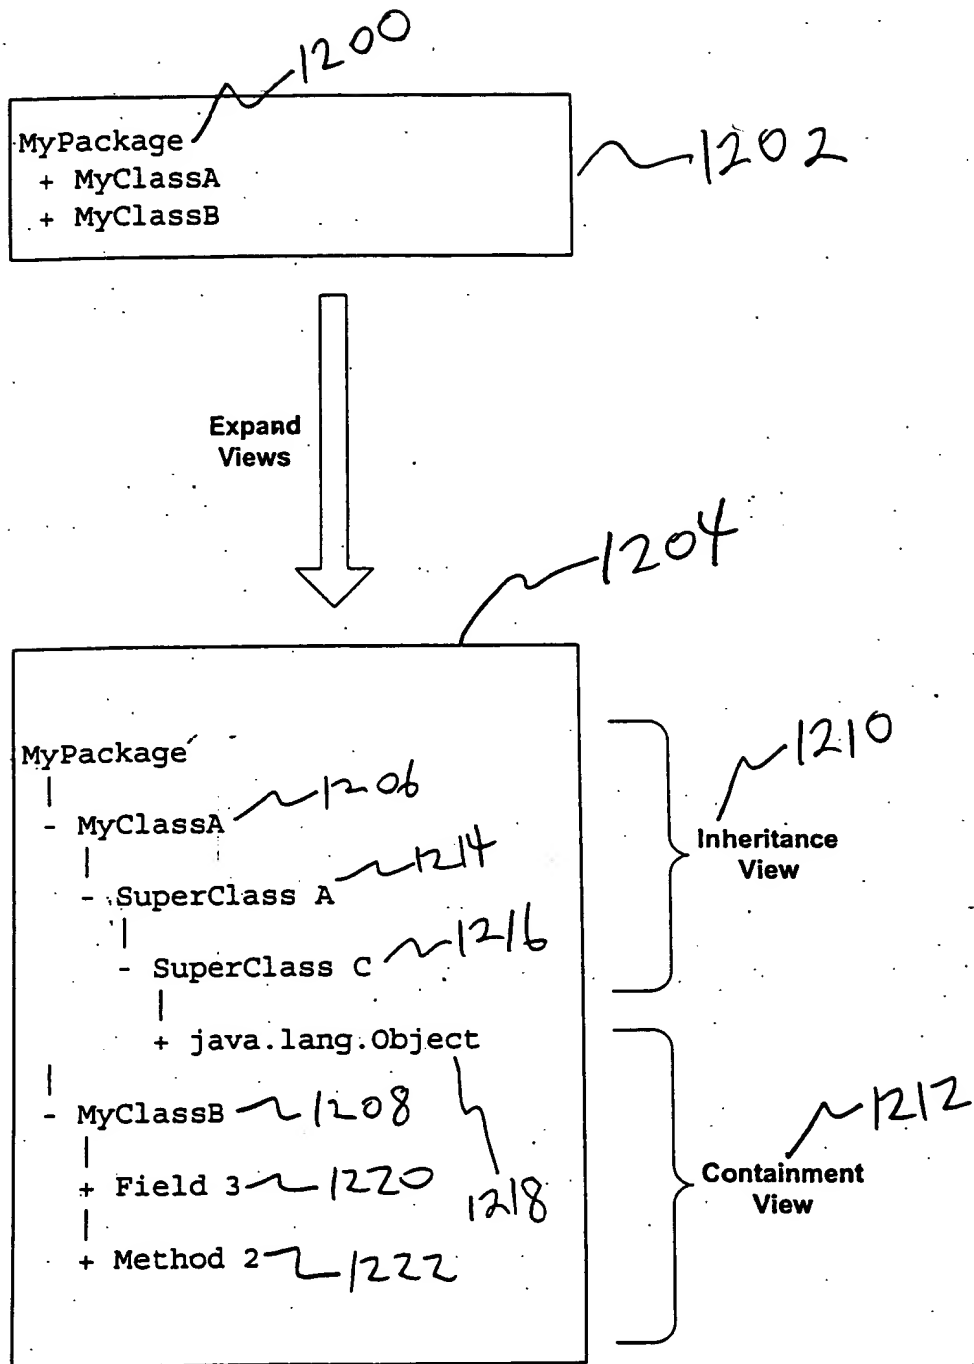 1200
MyPackage
+ MyClassA
+ MyClassB
1202
Expand
Views
1204
MyPackage
|
- MyClassA 1206
|
- SuperClass A 1214
|
- SuperClass C 1216
|
+ java.lang.Object
1218
|
- MyClassB 1208
|
+ Field 3 1220
|
+ Method 2 1222
1210
Inheritance
View
1212
Containment
View